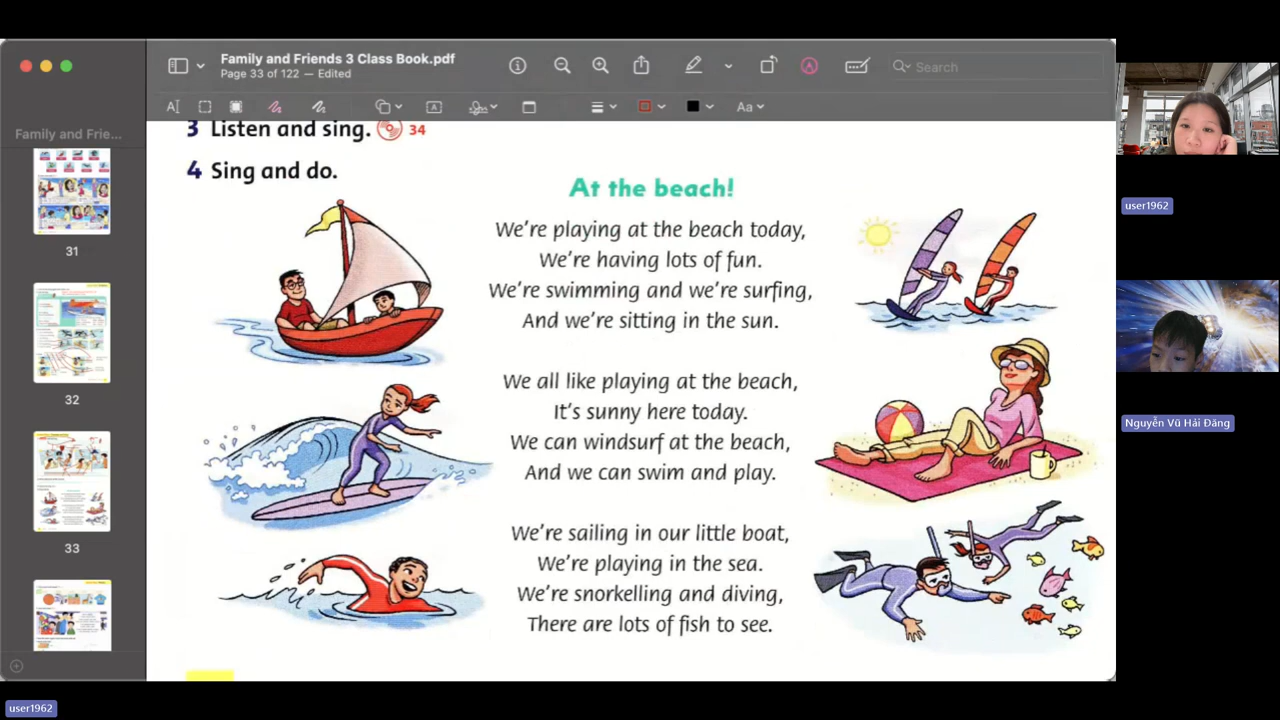 Family and Friends 3 Class Book.pdf
Page 33 of 122 — Edited
Search
Aa
Family and Frie...
31
32
33
3 Listen and sing. 34
4 Sing and do.
At the beach!
We're playing at the beach today,
We're having lots of fun.
We're swimming and we're surfing,
And we're sitting in the sun.
We all like playing at the beach,
It's sunny here today.
We can windsurf at the beach,
And we can swim and play.
We're sailing in our little boat,
We're playing in the sea.
We're snorkelling and diving,
There are lots of fish to see.
user1962
Nguyễn Vũ Hải Đăng
user1962